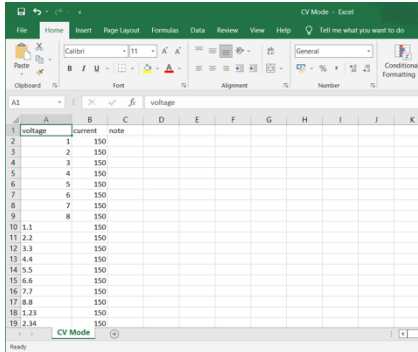 CV Mode - Excel
File Home Insert Page Layout Formulas Data Review View Help Tell me what you want to do
Paste
Calibri 11 A A
B I U A
General
% ,
Conditional
Formatting
Clipboard Font Alignment Number
A1 fx voltage
A B C D E F G H I J K
1 voltage current note
2 1 150
3 2 150
4 3 150
5 4 150
6 5 150
7 6 150
8 7 150
9 8 150
10 1.1 150
11 2.2 150
12 3.3 150
13 4.4 150
14 5.5 150
15 6.6 150
16 7.7 150
17 8.8 150
18 1.23 150
19 2.34 150
CV Mode
Ready